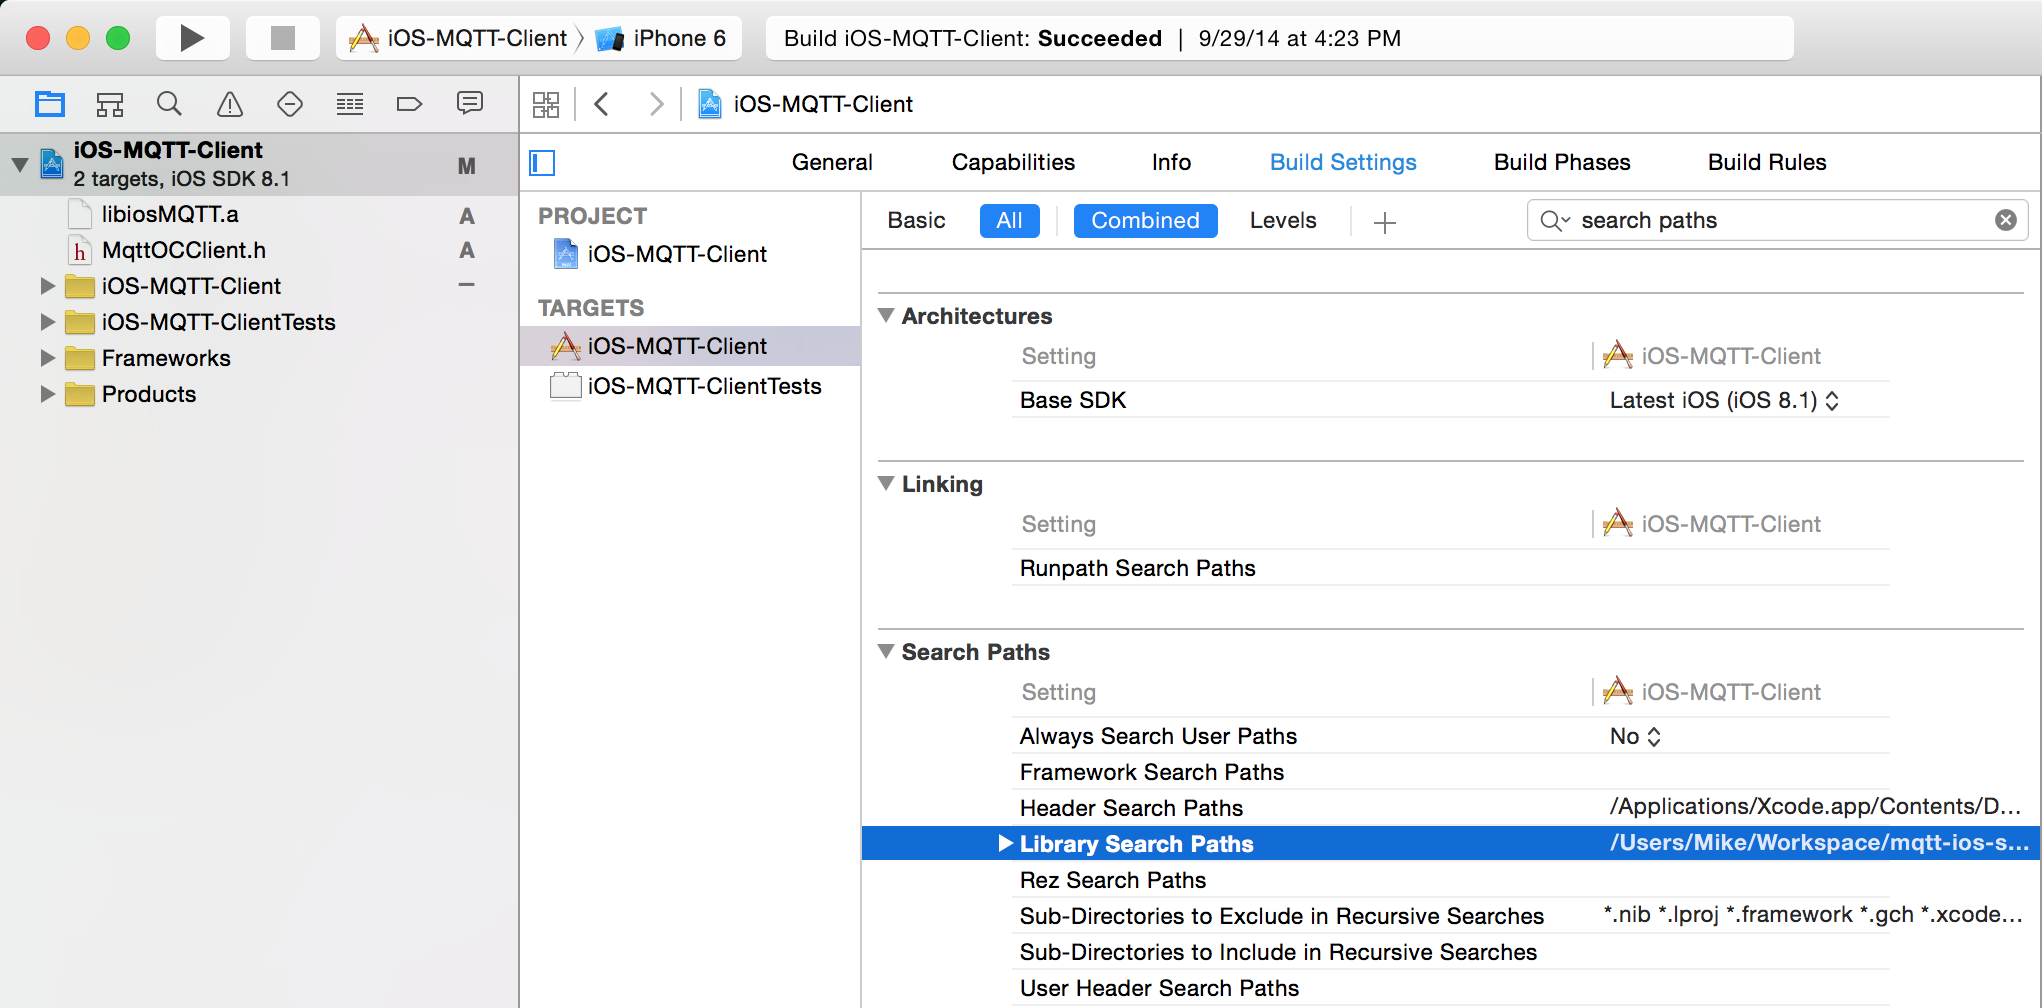 iOS-MQTT-Client iPhone 6 Build iOS-MQTT-Client: Succeeded | 9/29/14 at 4:23 PM
iOS-MQTT-Client
iOS-MQTT-Client
2 targets, iOS SDK 8.1
M
libiosMQTT.a A
h MqttOCClient.h A
iOS-MQTT-Client –
iOS-MQTT-ClientTests
Frameworks
Products
General Capabilities Info Build Settings Build Phases Build Rules
PROJECT
iOS-MQTT-Client
TARGETS
iOS-MQTT-Client
iOS-MQTT-ClientTests
Basic All Combined Levels + search paths
Architectures
Setting iOS-MQTT-Client
Base SDK Latest iOS (iOS 8.1)
Linking
Setting iOS-MQTT-Client
Runpath Search Paths
Search Paths
Setting iOS-MQTT-Client
Always Search User Paths No
Framework Search Paths
Header Search Paths /Applications/Xcode.app/Contents/D...
Library Search Paths /Users/Mike/Workspace/mqtt-ios-s...
Rez Search Paths
Sub-Directories to Exclude in Recursive Searches *.nib *.lproj *.framework *.gch *.xcode...
Sub-Directories to Include in Recursive Searches
User Header Search Paths